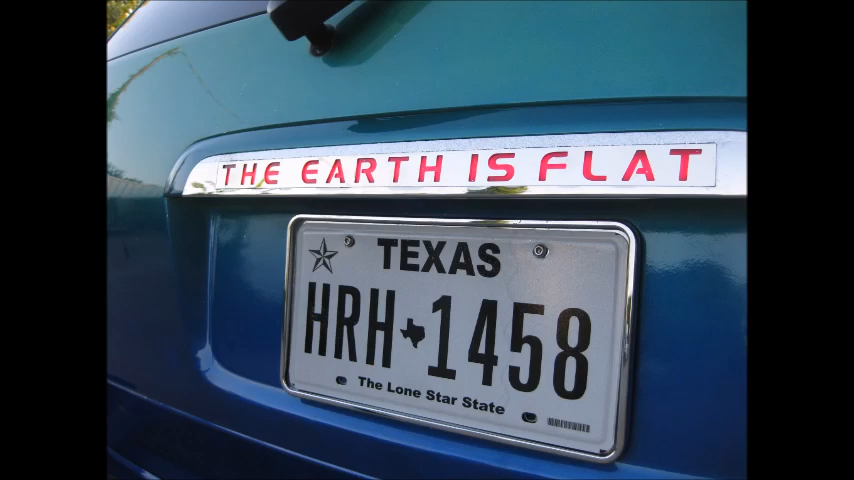 THE EARTH IS FLAT
TEXAS
HRH 1458
The Lone Star State